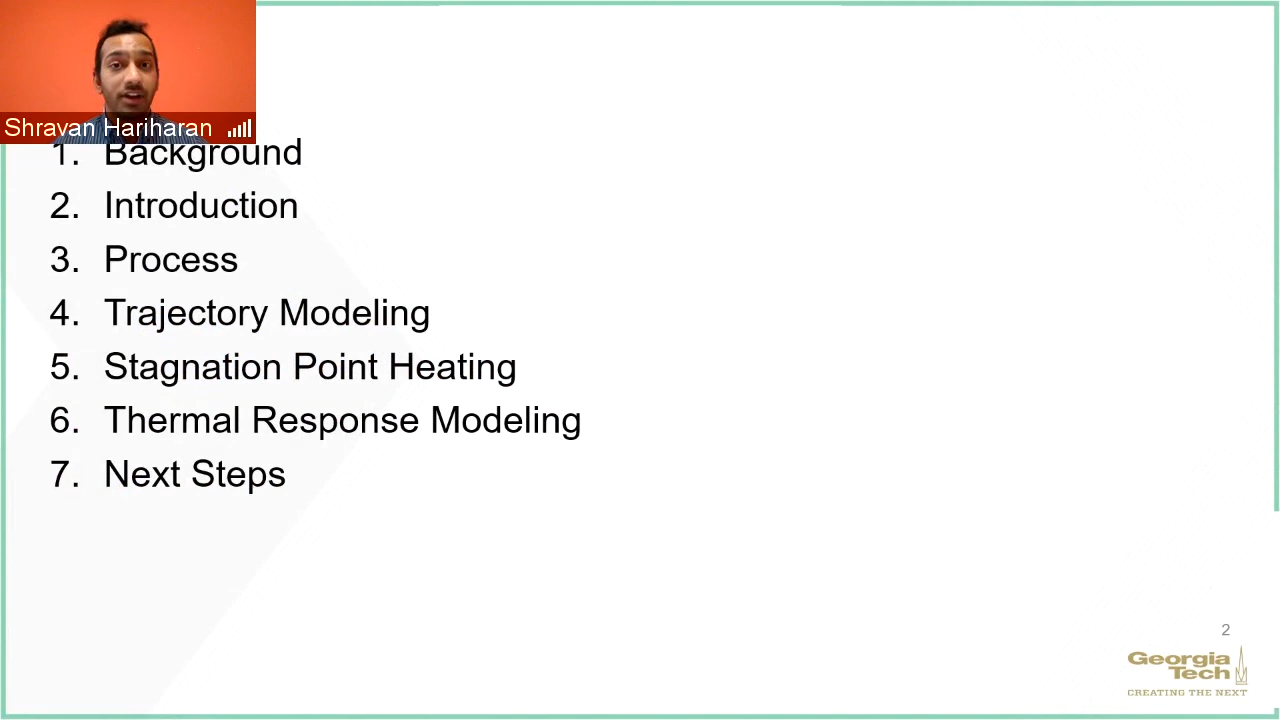 Shravan Hariharan
1. Background
2. Introduction
3. Process
4. Trajectory Modeling
5. Stagnation Point Heating
6. Thermal Response Modeling
7. Next Steps
2
Georgia
Tech
CREATING THE NEXT